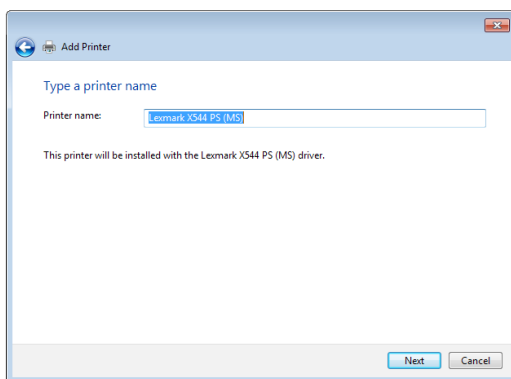 Add Printer
Type a printer name
Printer name:
Lexmark X544 PS (MS)
This printer will be installed with the Lexmark X544 PS (MS) driver.
Next
Cancel